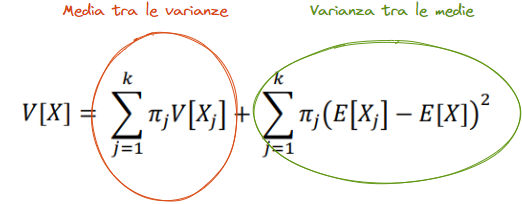 Media tra le varianze
Varianza tra le medie
V[X] = ∑_{j=1}^{k} π_j V[X_j] + ∑_{j=1}^{k} π_j (E[X_j] − E[X])^2